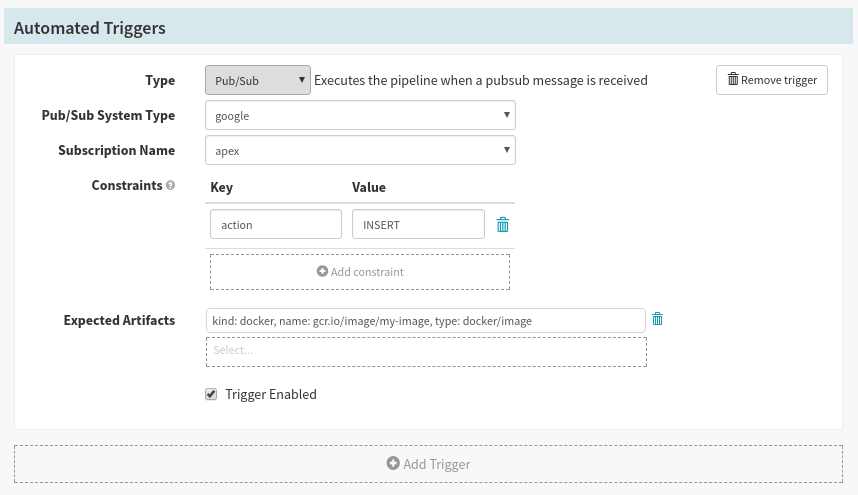 Automated Triggers
Type Pub/Sub Executes the pipeline when a pubsub message is received Remove trigger
Pub/Sub System Type google
Subscription Name apex
Constraints Key Value
action INSERT
Add constraint
Expected Artifacts kind: docker, name: gcr.io/image/my-image, type: docker/image
Select...
Trigger Enabled
Add Trigger